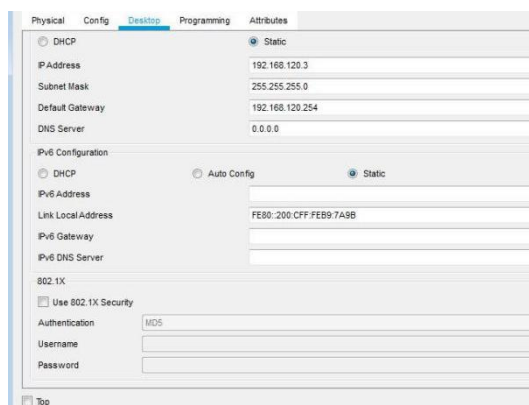 Physical Config Desktop Programming Attributes
DHCP Static
IP Address 192.168.120.3
Subnet Mask 255.255.255.0
Default Gateway 192.168.120.254
DNS Server 0.0.0.0
IPv6 Configuration
DHCP Auto Config Static
IPv6 Address
Link Local Address FE80::200:CFF:FEB9:7A9B
IPv6 Gateway
IPv6 DNS Server
802.1X
Use 802.1X Security
Authentication MD5
Username
Password
Top